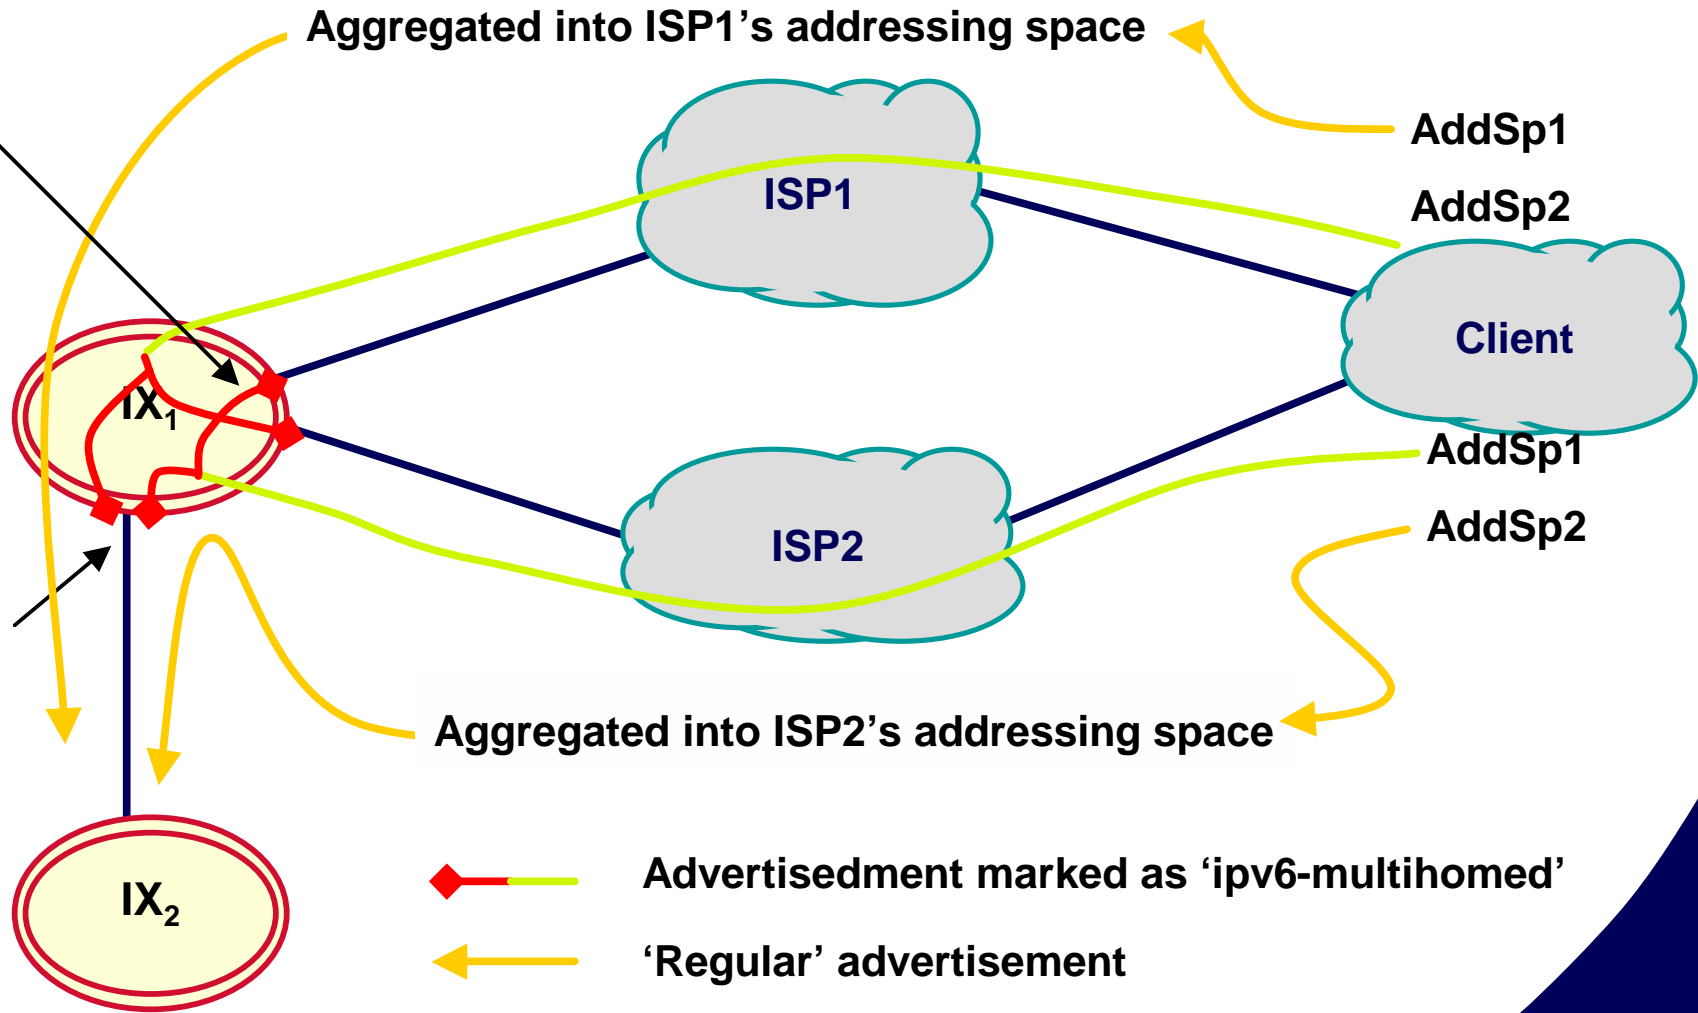 Aggregated into ISP1’s addressing space
AddSp1
AddSp2
ISP1
Client
IX1
AddSp1
AddSp2
ISP2
Aggregated into ISP2’s addressing space
IX2
Advertisedment marked as ‘ipv6-multihomed’
‘Regular’ advertisement